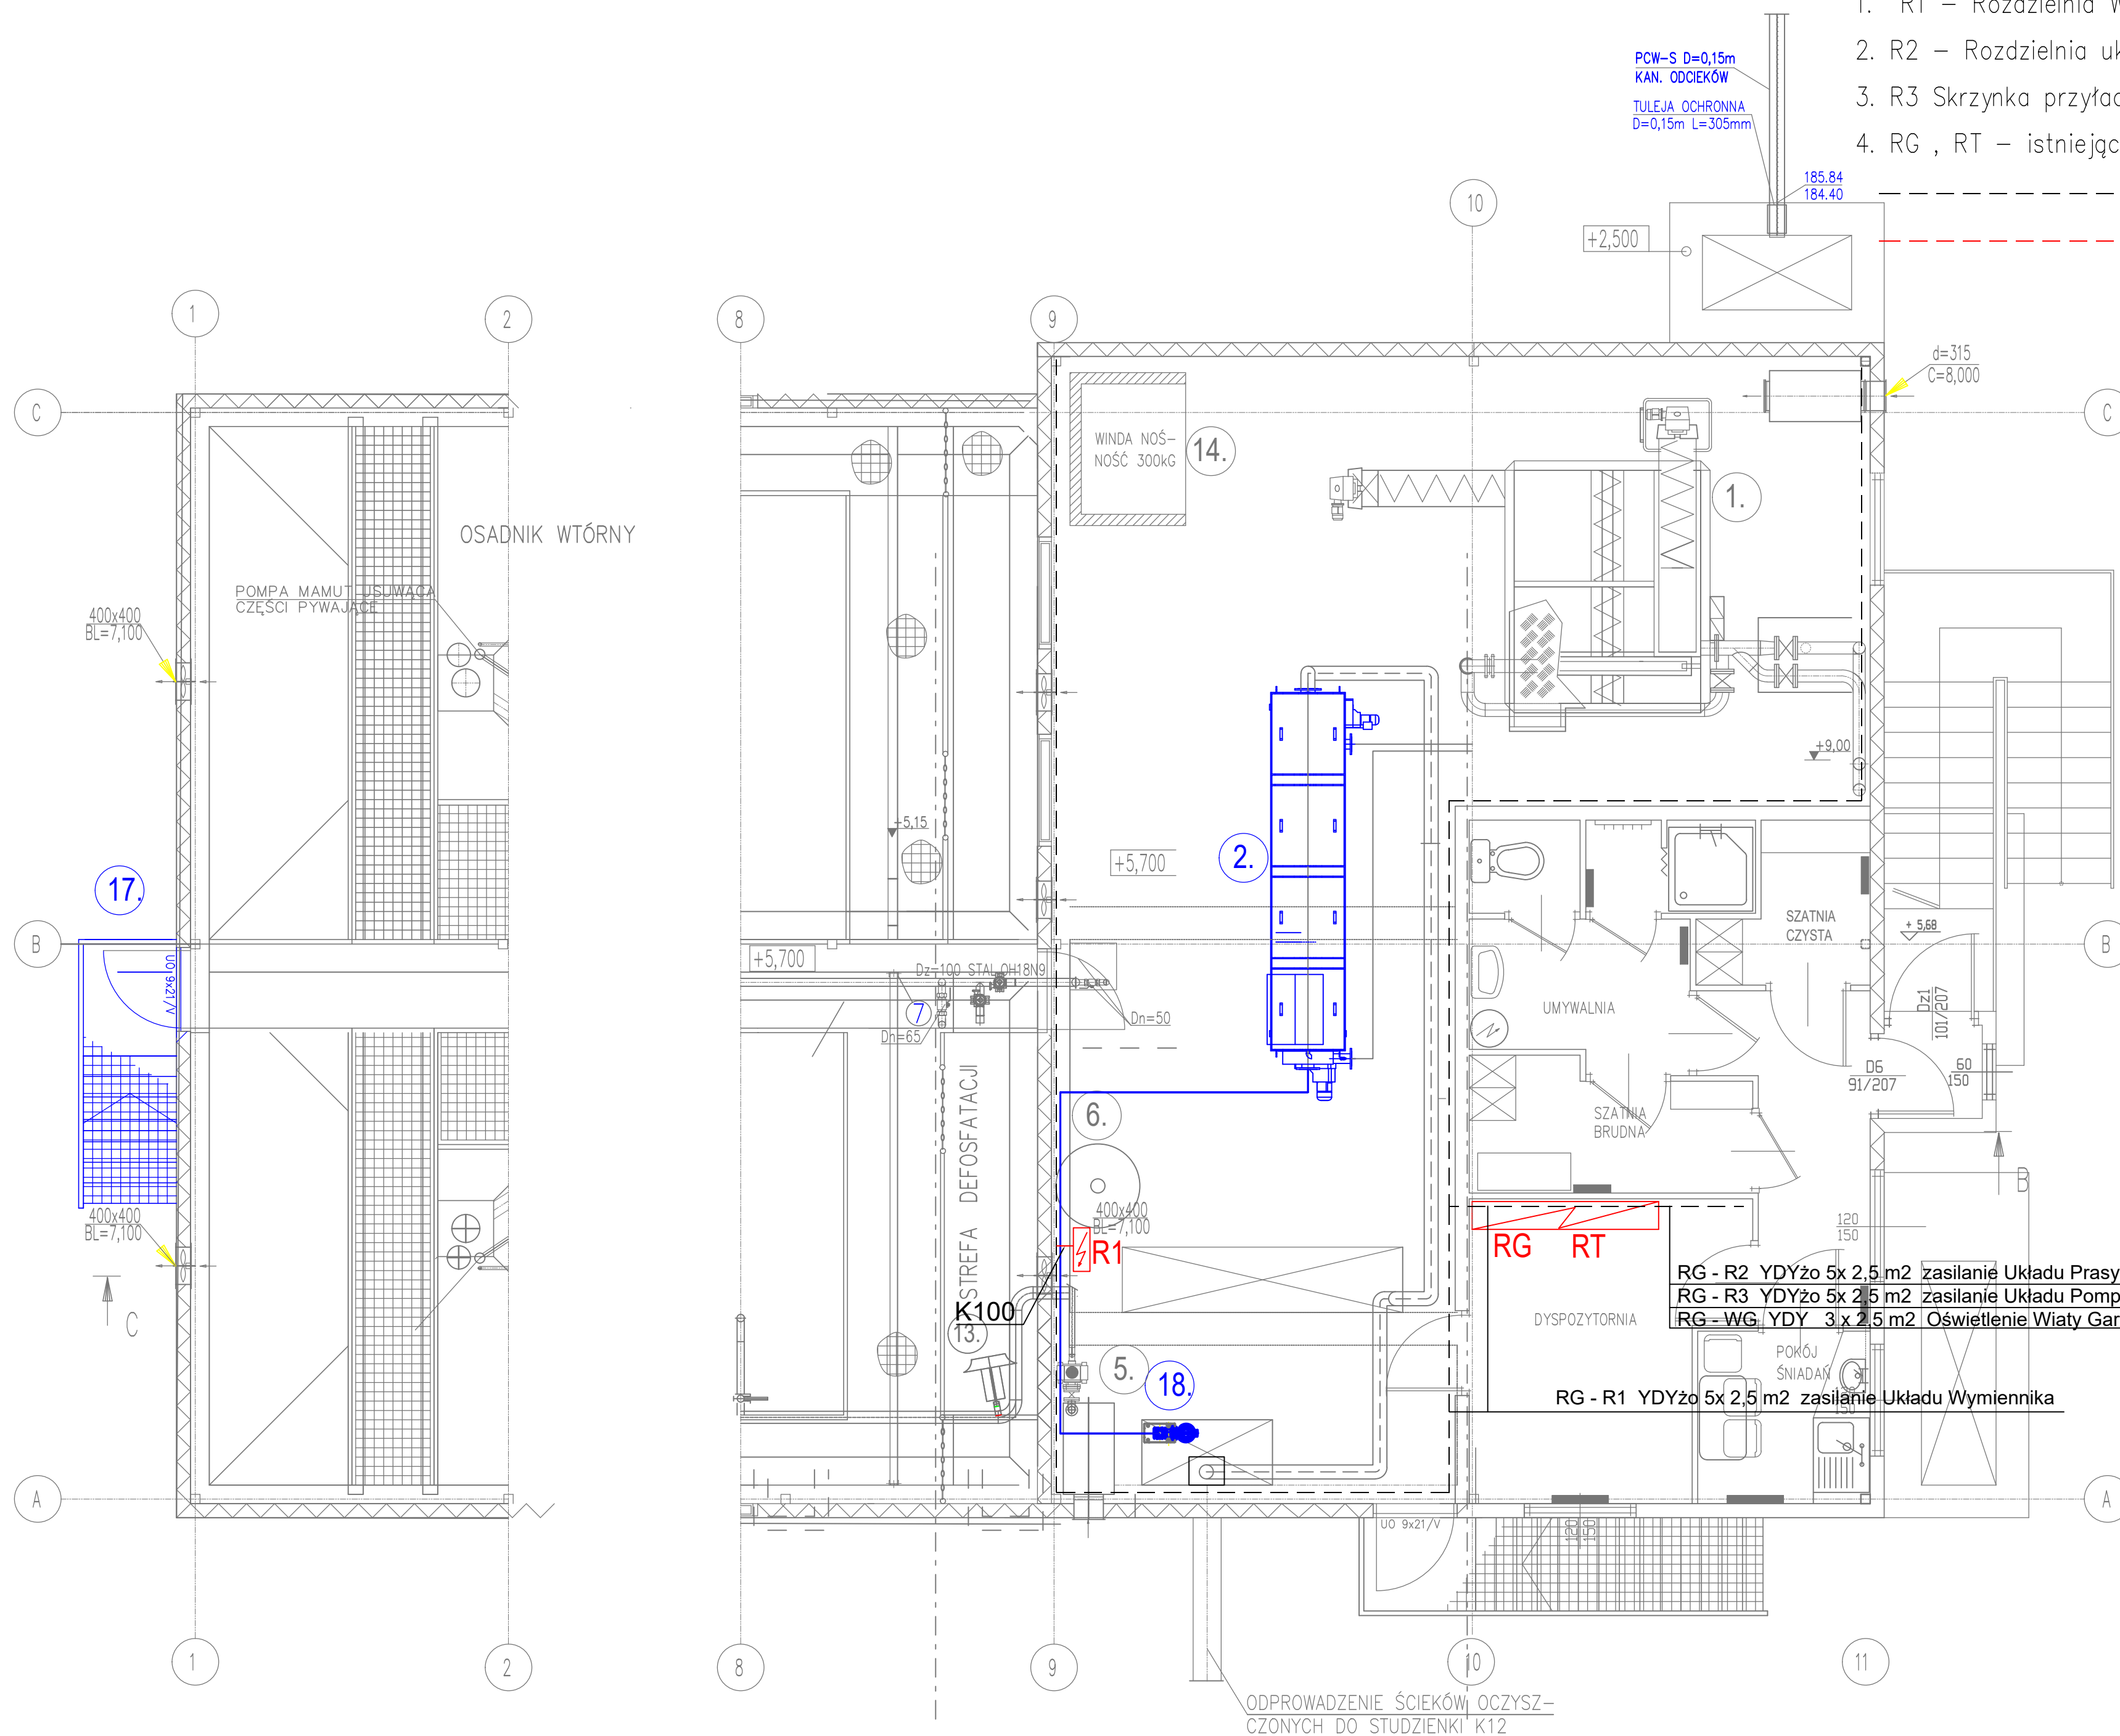 1. R1 – Rozdzielnia W
2. R2 – Rozdzielnia uk
3. R3 Skrzynka przyłac
4. RG , RT – istniejąc
PCW-S D=0,15m
KAN. ODCIEKÓW
TULEJA OCHRONNA
D=0,15m L=305mm
185.84
184.40
+2,500
10
1
2
8
9
d=315
C=8,000
C
C
WINDA NOŚ-
NOŚĆ 300kG
14.
1.
OSADNIK WTÓRNY
POMPA MAMUT USUWĄCA
CZĘŚCI PYWAJĄCE
400x400
BL=7,100
+9,00
+5,15
+5,700
2.
17.
SZATNIA
CZYSTA
+ 5,68
B
B
+5,700
UO 9x21/V
Dz-100 STAL OH18N9
7
Dn=65
Dn=50
UMYWALNIA
Dz1
101/207
D6
91/207
60
150
STREFA DEFOSFATACJI
6.
SZATNIA
BRUDNA
B
400x400
BL=7,100
400x400
BL=7,100
R1
RG RT
120
150
C
K100
13.
RG - R2 YDYżo 5x 2,5 m2 zasilanie Układu Prasy
RG - R3 YDYżo 5x 2,5 m2 zasilanie Układu Pomp
RG - WG YDY 3 x 2.5 m2 Oświetlenie Wiaty Gar
DYSPOZYTORNIA
POKÓJ
ŚNIADAŃ
5.
18.
RG - R1 YDYżo 5x 2,5 m2 zasilanie Układu Wymiennika
150
A
A
UO 9x21/V
120
150
1
2
8
9
10
11
ODPROWADZENIE ŚCIEKÓW OCZYSZ-
CZONYCH DO STUDZIENKI K12